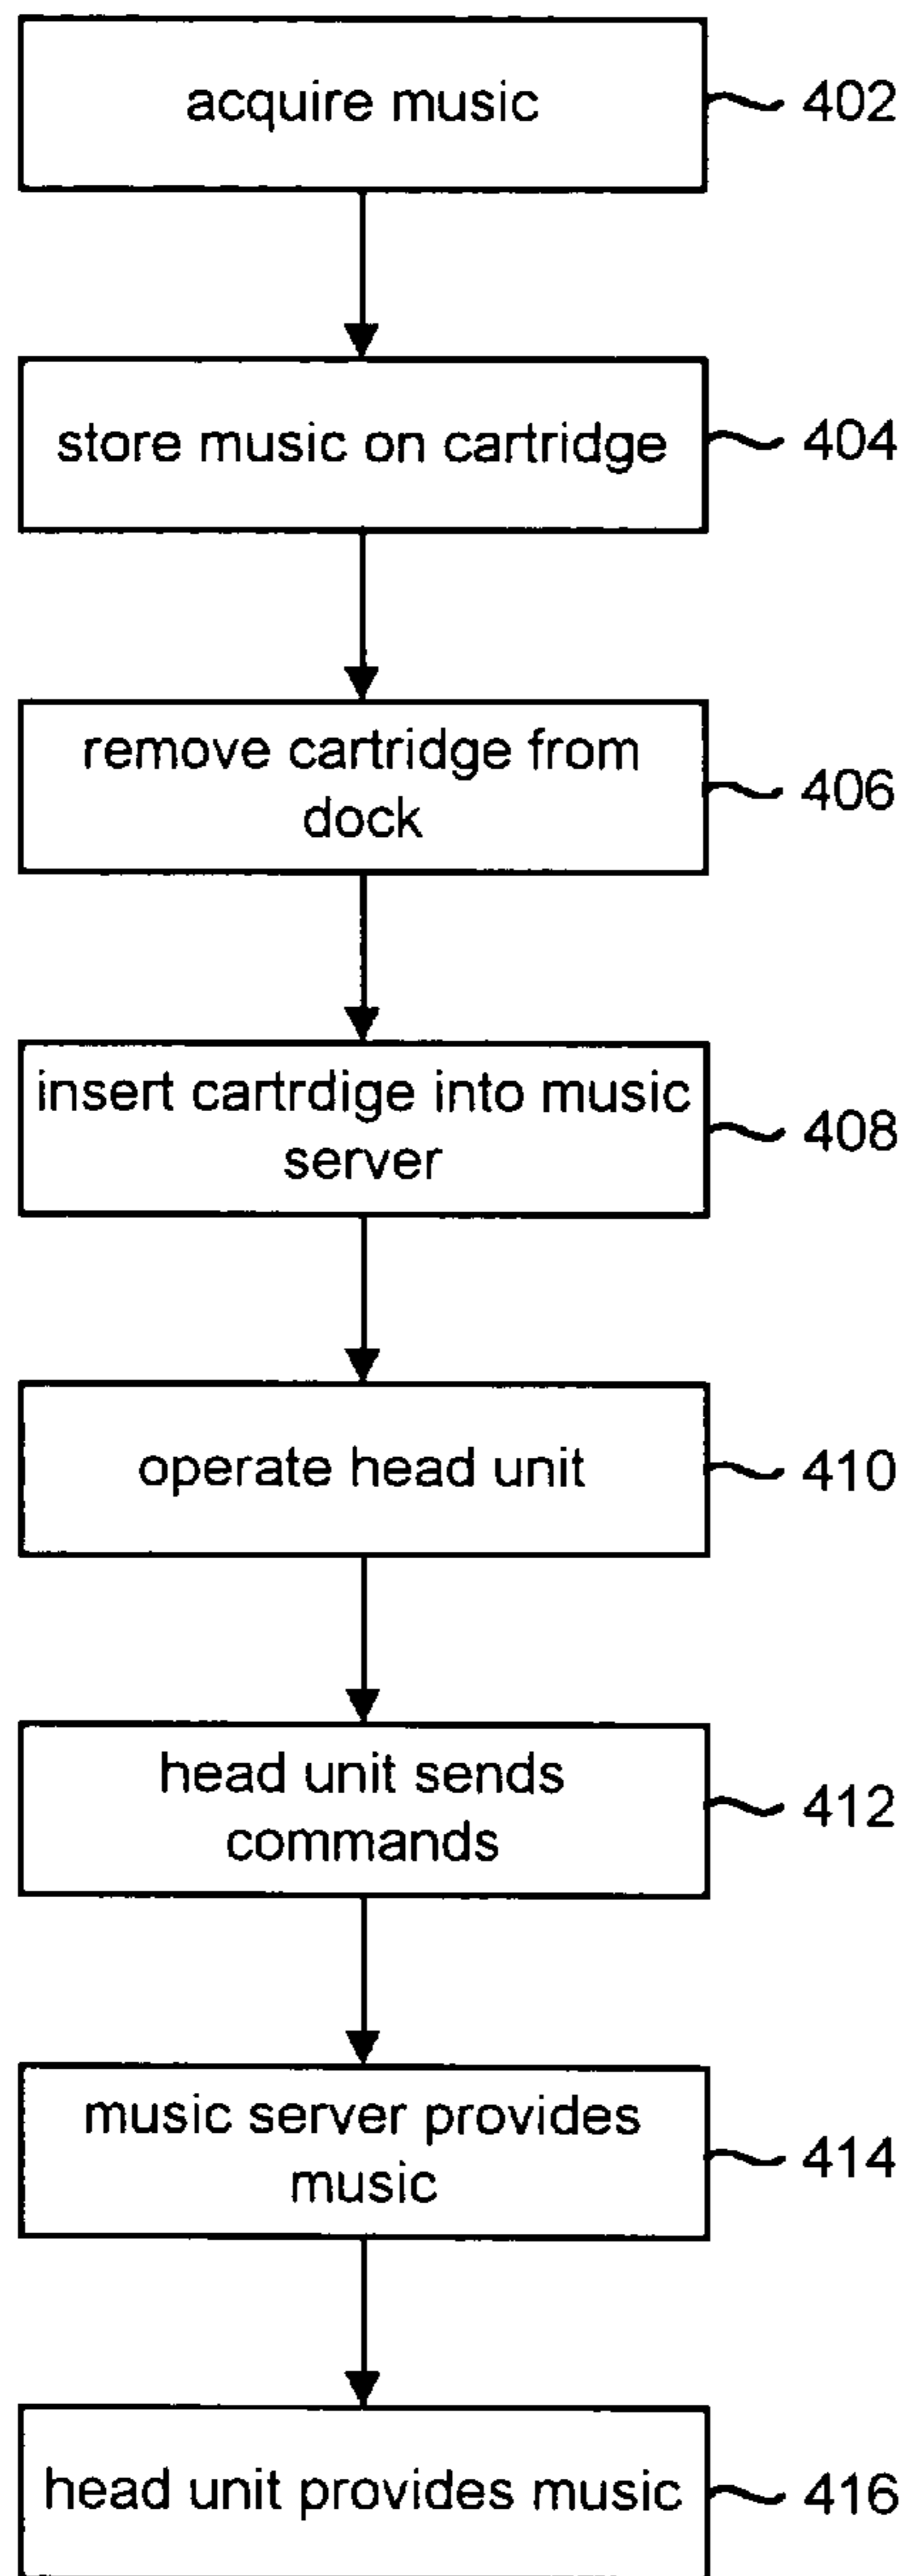 acquire music
402
store music on cartridge
404
remove cartridge from
dock
406
insert cartrdige into music
server
408
operate head unit
410
head unit sends
commands
412
music server provides
music
414
head unit provides music
416